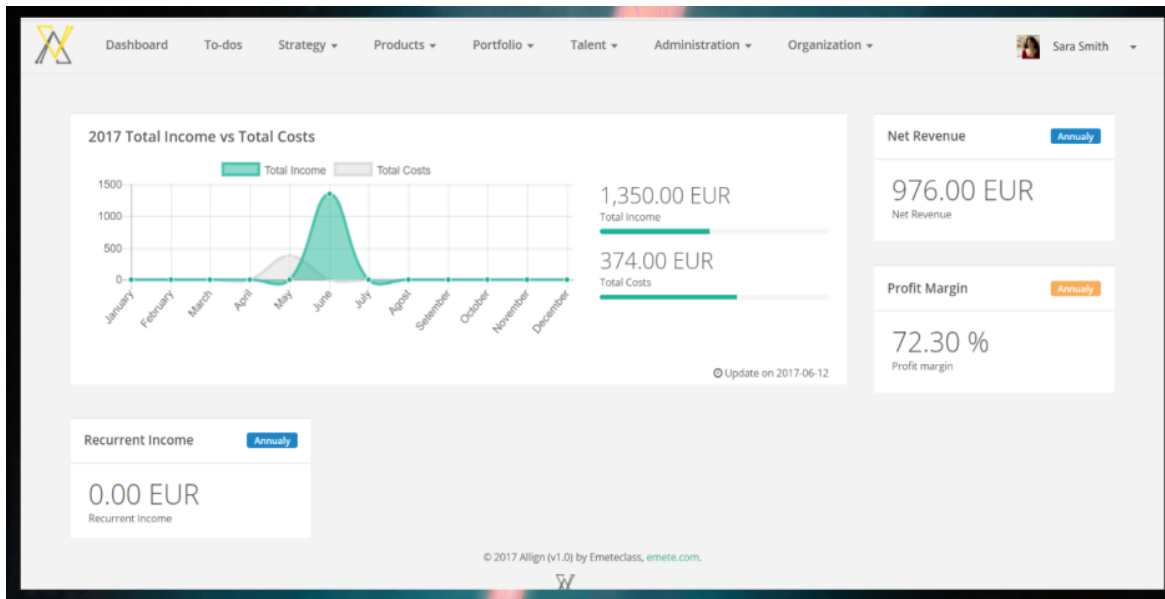 Dashboard To-dos Strategy Products Portfolio Talent Administration Organization Sara Smith
2017 Total Income vs Total Costs
Total Income Total Costs
1500
1000
500
0
January February March April May June July Agost Setember October November December
1,350.00 EUR
Total Income
374.00 EUR
Total Costs
Update on 2017-06-12
Net Revenue Annualy
976.00 EUR
Net Revenue
Profit Margin Annualy
72.30 %
Profit margin
Recurrent Income Annualy
0.00 EUR
Recurrent Income
© 2017 Allign (v1.0) by Emeteclass, emete.com.